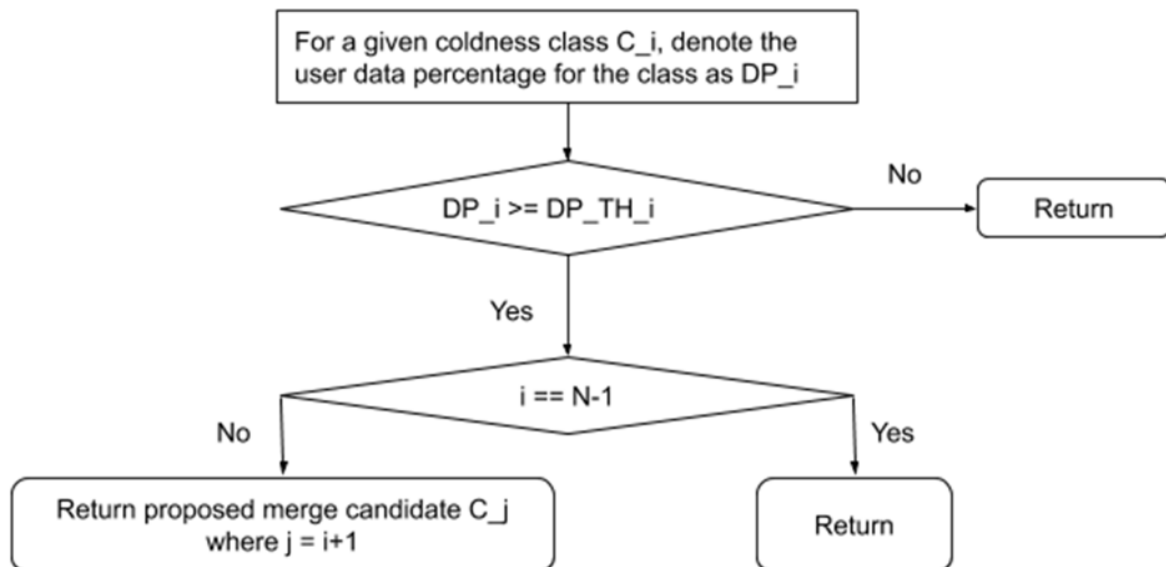 For a given coldness class C_i, denote the
user data percentage for the class as DP_i
DP_i >= DP_TH_i
No
Return
Yes
i == N-1
No
Yes
Return proposed merge candidate C_j
where j = i+1
Return